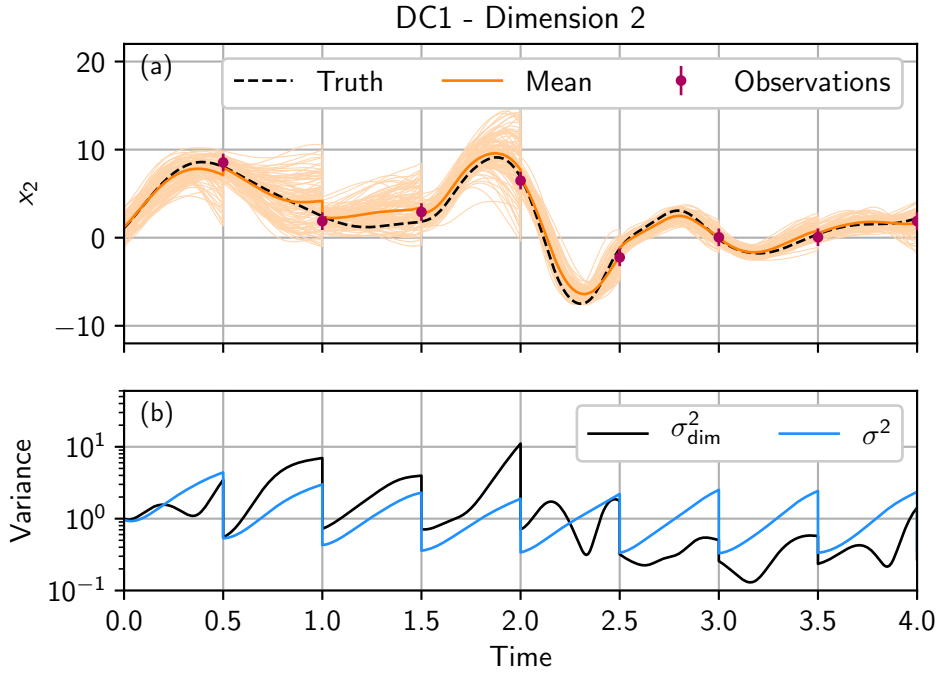 DC1 - Dimension 2
(a)
Truth
Mean
Observations
20
10
0
−10
x₂
(b)
σ²_dim
σ²
10¹
10⁰
10⁻¹
Variance
0.0 0.5 1.0 1.5 2.0 2.5 3.0 3.5 4.0
Time